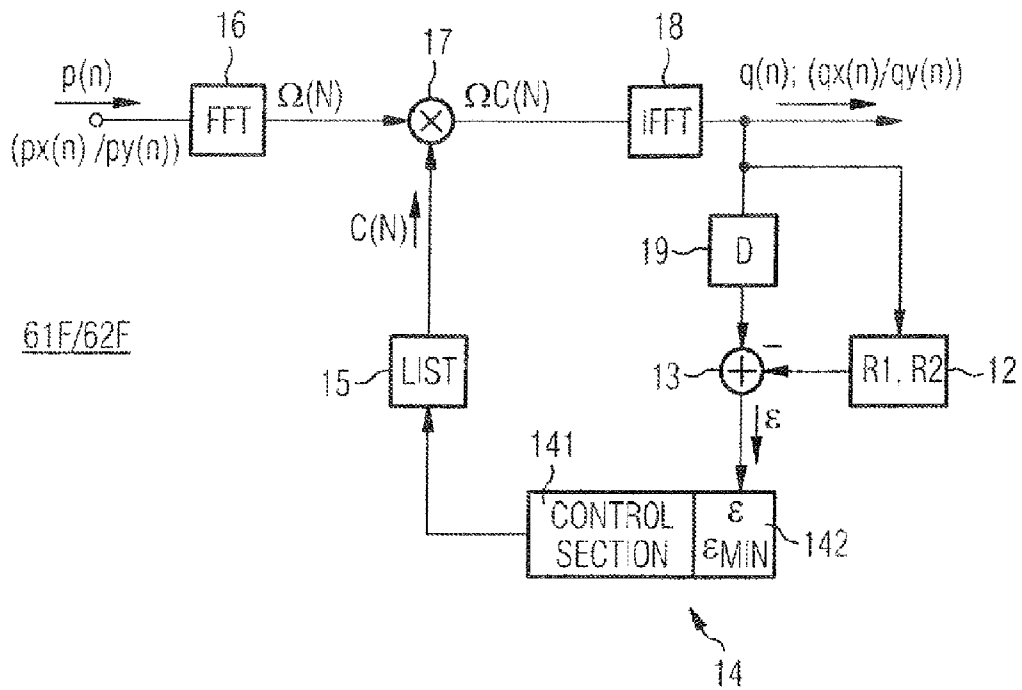 16
17
18
p(n)
FFT
Ω(N)
ΩC(N)
IFFT
q(n); (qx(n)/qy(n))
(px(n)/py(n))
C(N)
19
D
61F/62F
15
LIST
13
–
R1, R2
12
ε
141
CONTROL
SECTION
ε
εMIN
142
14